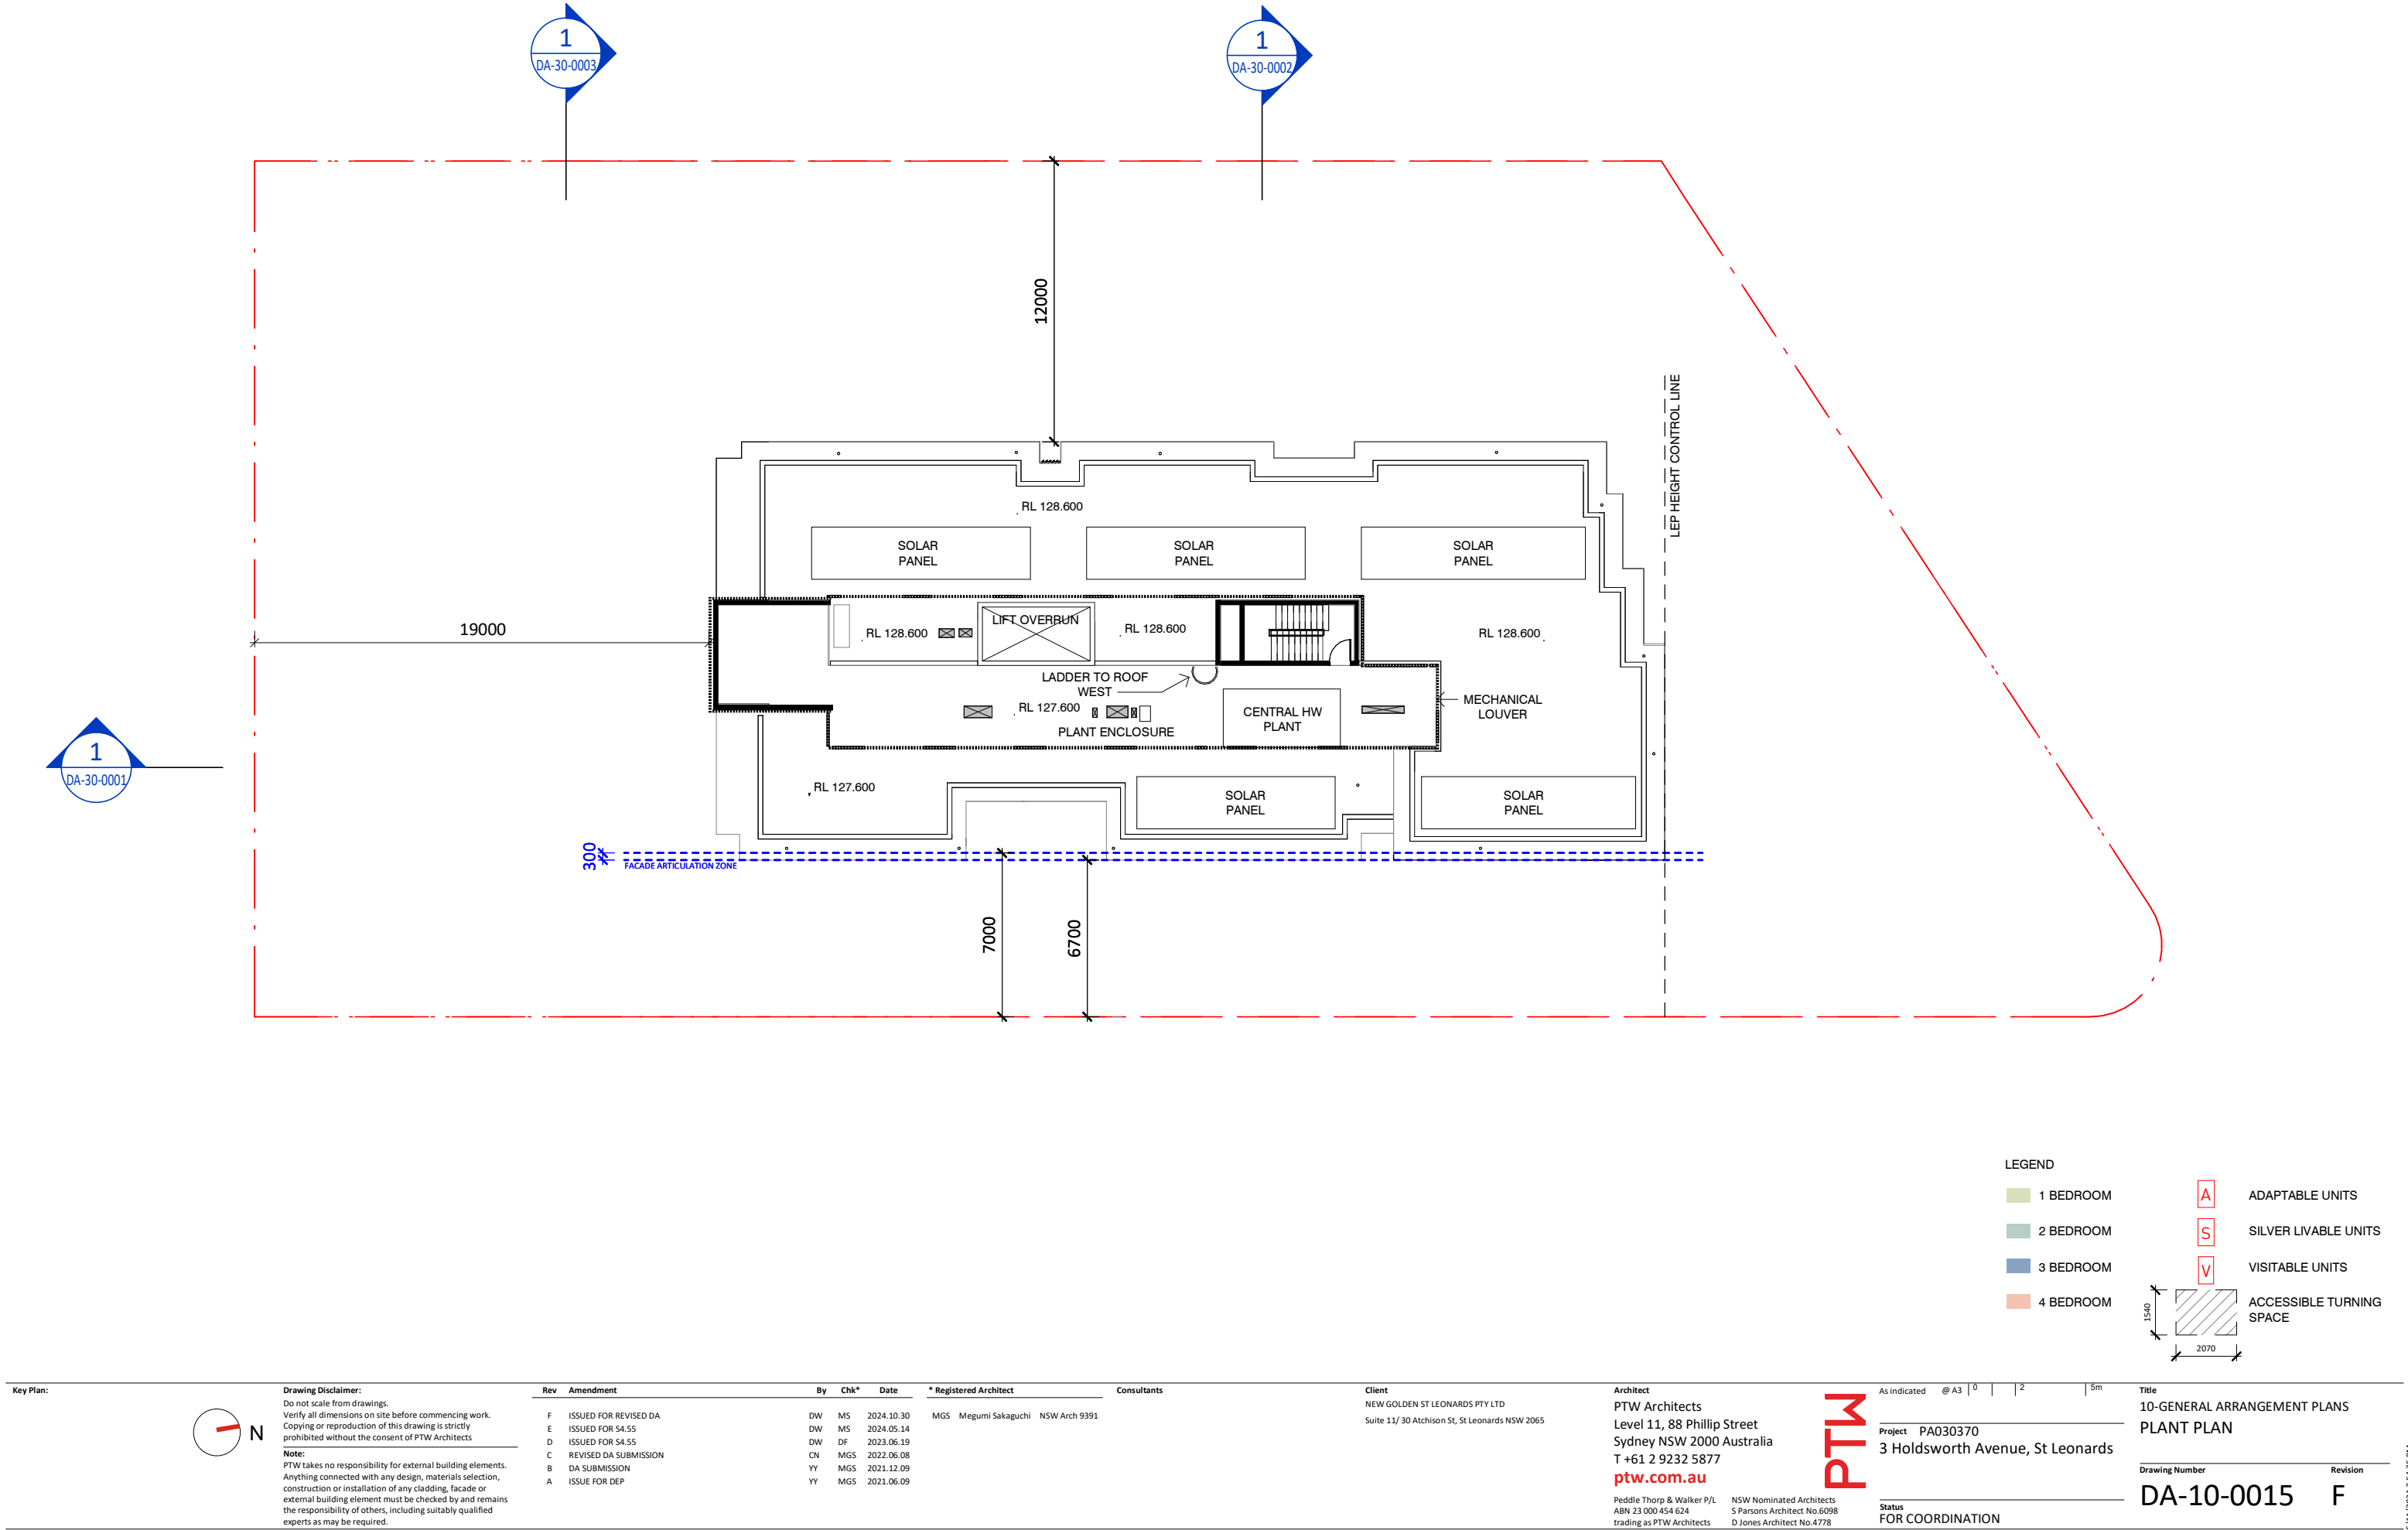 1
DA-30-0003
1
DA-30-0002
12000
LEP HEIGHT CONTROL LINE
RL 128.600
SOLAR
PANEL
SOLAR
PANEL
SOLAR
PANEL
19000
RL 128.600
LIFT OVERRUN
RL 128.600
RL 128.600
LADDER TO ROOF
WEST
RL 127.600
PLANT ENCLOSURE
CENTRAL HW
PLANT
MECHANICAL
LOUVER
1
DA-30-0001
RL 127.600
SOLAR
PANEL
SOLAR
PANEL
300
FACADE ARTICULATION ZONE
7000
6700
LEGEND
1 BEDROOM
2 BEDROOM
3 BEDROOM
4 BEDROOM
A ADAPTABLE UNITS
S SILVER LIVABLE UNITS
V VISITABLE UNITS
1540
2070
ACCESSIBLE TURNING
SPACE
Key Plan:
N
Drawing Disclaimer:
Do not scale from drawings.
Verify all dimensions on site before commencing work.
Copying or reproduction of this drawing is strictly
prohibited without the consent of PTW Architects
Note:
PTW takes no responsibility for external building elements.
Anything connected with any design, materials selection,
construction or installation of any cladding, facade or
external building element must be checked by and remains
the responsibility of others, including suitably qualified
experts as may be required.
Rev Amendment By Chk* Date
F ISSUED FOR REVISED DA DW MS 2024.10.30
E ISSUED FOR S4.55 DW MS 2024.05.14
D ISSUED FOR S4.55 DW DF 2023.06.19
C REVISED DA SUBMISSION CN MGS 2022.06.08
B DA SUBMISSION YY MGS 2021.12.09
A ISSUE FOR DEP YY MGS 2021.06.09
* Registered Architect
MGS Megumi Sakaguchi NSW Arch 9391
Consultants
Client
NEW GOLDEN ST LEONARDS PTY LTD
Suite 11/ 30 Atchison St, St Leonards NSW 2065
Architect
PTW Architects
Level 11, 88 Phillip Street
Sydney NSW 2000 Australia
T +61 2 9232 5877
ptw.com.au
Peddle Thorp & Walker P/L
ABN 23 000 454 624
trading as PTW Architects
NSW Nominated Architects
S Parsons Architect No.6098
D Jones Architect No.4778
PTW
As indicated @ A3 0 2 5m
Project PA030370
3 Holdsworth Avenue, St Leonards
Status
FOR COORDINATION
Title
10-GENERAL ARRANGEMENT PLANS
PLANT PLAN
Drawing Number
DA-10-0015
Revision
F